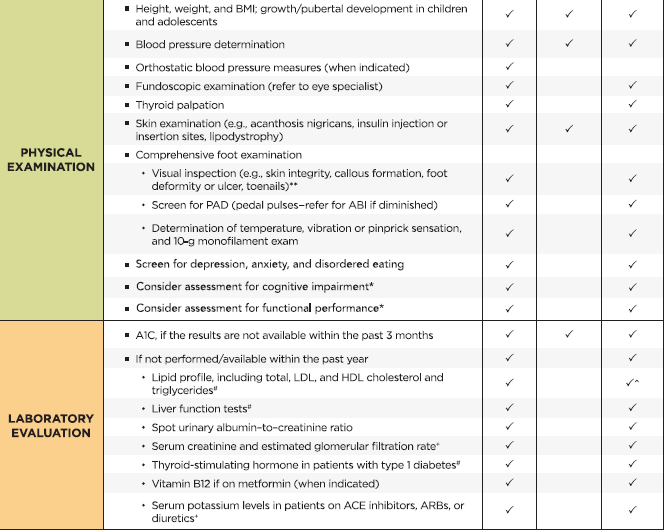 ■ Height, weight, and BMI; growth/pubertal development in children
and adolescents ✓ ✓ ✓
■ Blood pressure determination ✓ ✓ ✓
■ Orthostatic blood pressure measures (when indicated) ✓
■ Fundoscopic examination (refer to eye specialist) ✓ ✓
■ Thyroid palpation ✓ ✓
■ Skin examination (e.g., acanthosis nigricans, insulin injection or
insertion sites, lipodystrophy) ✓ ✓ ✓
PHYSICAL
EXAMINATION
■ Comprehensive foot examination
• Visual inspection (e.g., skin integrity, callous formation, foot
deformity or ulcer, toenails)** ✓ ✓
• Screen for PAD (pedal pulses–refer for ABI if diminished) ✓ ✓
• Determination of temperature, vibration or pinprick sensation,
and 10-g monofilament exam ✓ ✓
■ Screen for depression, anxiety, and disordered eating ✓ ✓
■ Consider assessment for cognitive impairment* ✓ ✓
■ Consider assessment for functional performance* ✓ ✓
■ A1C, if the results are not available within the past 3 months ✓ ✓ ✓
■ If not performed/available within the past year ✓ ✓
• Lipid profile, including total, LDL, and HDL cholesterol and
triglycerides# ✓ ✓^
LABORATORY
EVALUATION
• Liver function tests# ✓ ✓
• Spot urinary albumin–to–creatinine ratio ✓ ✓
• Serum creatinine and estimated glomerular filtration rate+ ✓ ✓
• Thyroid-stimulating hormone in patients with type 1 diabetes# ✓ ✓
• Vitamin B12 if on metformin (when indicated) ✓ ✓
• Serum potassium levels in patients on ACE inhibitors, ARBs, or
diuretics+ ✓ ✓